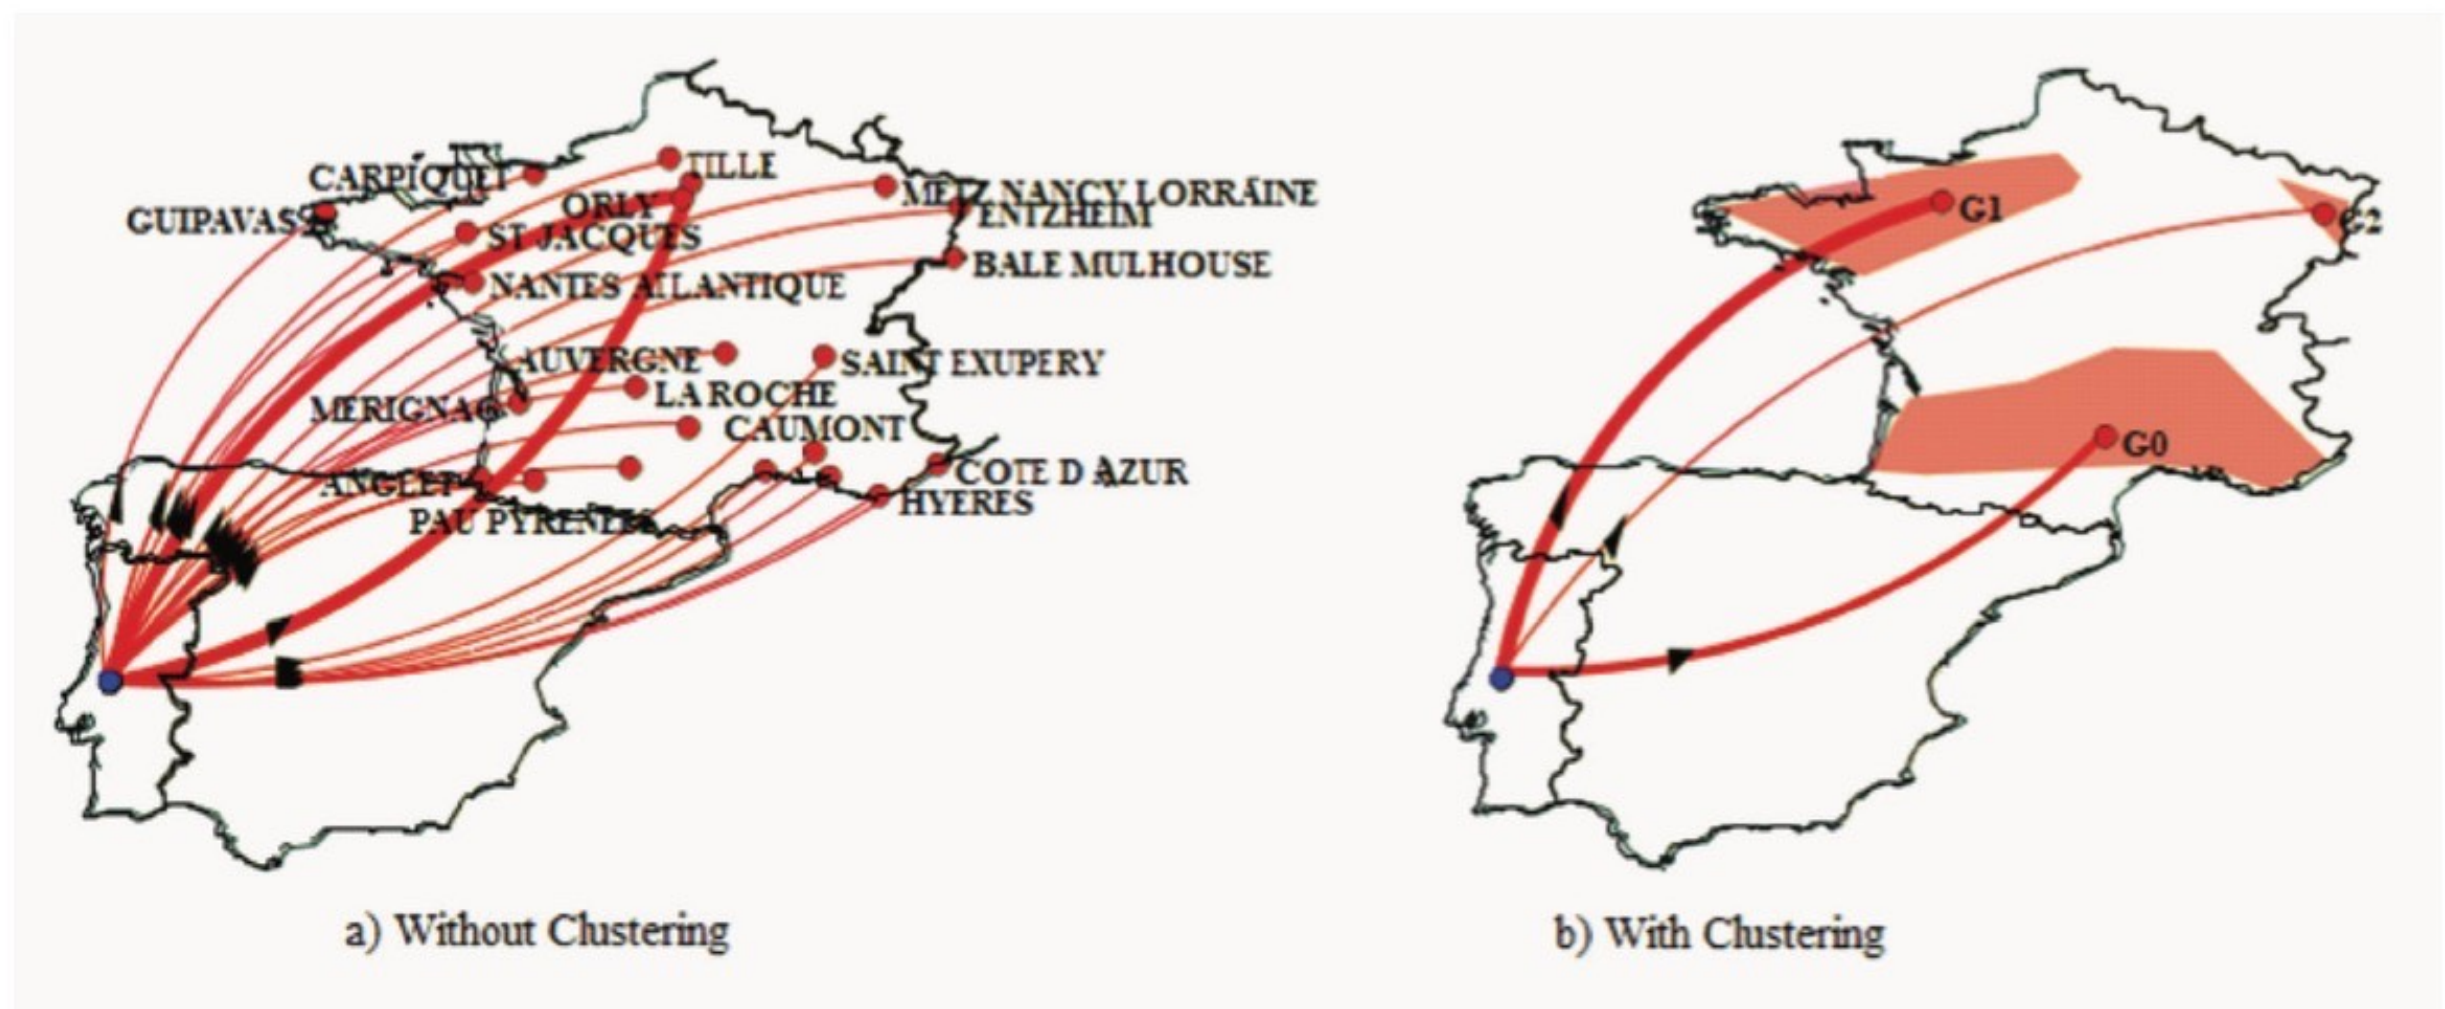 CARPIQUET
TILLE
METZ NANCY LORRAINE
ORLY
GUIPAVAS
ENTZHEIM
ST JACQUES
BALE MULHOUSE
NANTES ATLANTIQUE
AUVERGNE
SAINT EXUPERY
LA ROCHE
MERIGNAC
CAUMONT
COTE D AZUR
ANGLET
HYERES
PAU PYRENEES
a) Without Clustering
G1
G2
G0
b) With Clustering